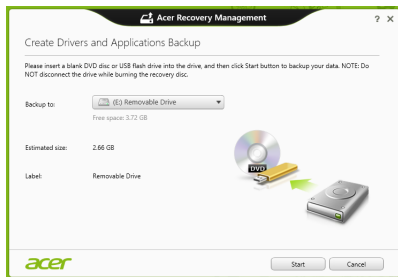 Acer Recovery Management
? ×
Create Drivers and Applications Backup
Please insert a blank DVD disc or USB flash drive into the drive, and then click Start button to backup your data. NOTE: Do
NOT disconnect the drive while burning the recovery disc.
Backup to:
(E:) Removable Drive
Free space: 3.72 GB
Estimated size:
2.66 GB
DVD
Label:
Removable Drive
acer
Start
Cancel